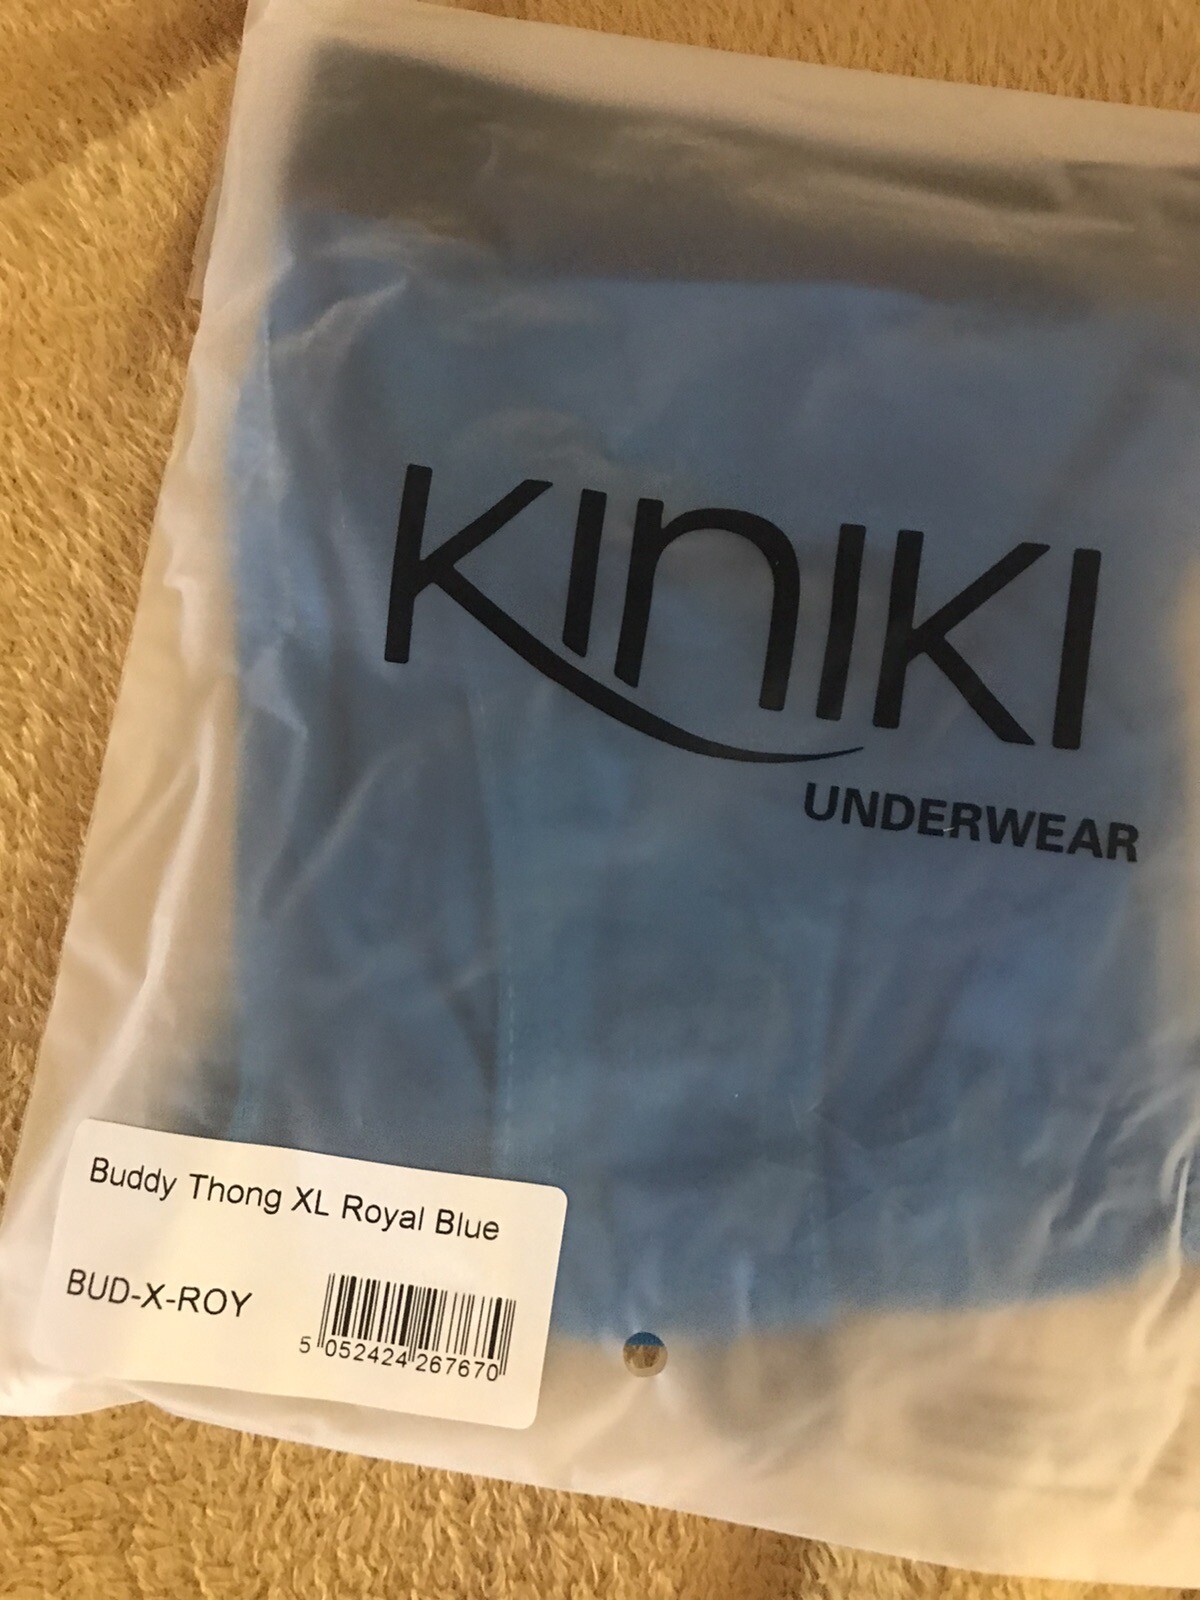 KINIKI
UNDERWEAR
Buddy Thong XL Royal Blue
BUD-X-ROY
5 052424 267670